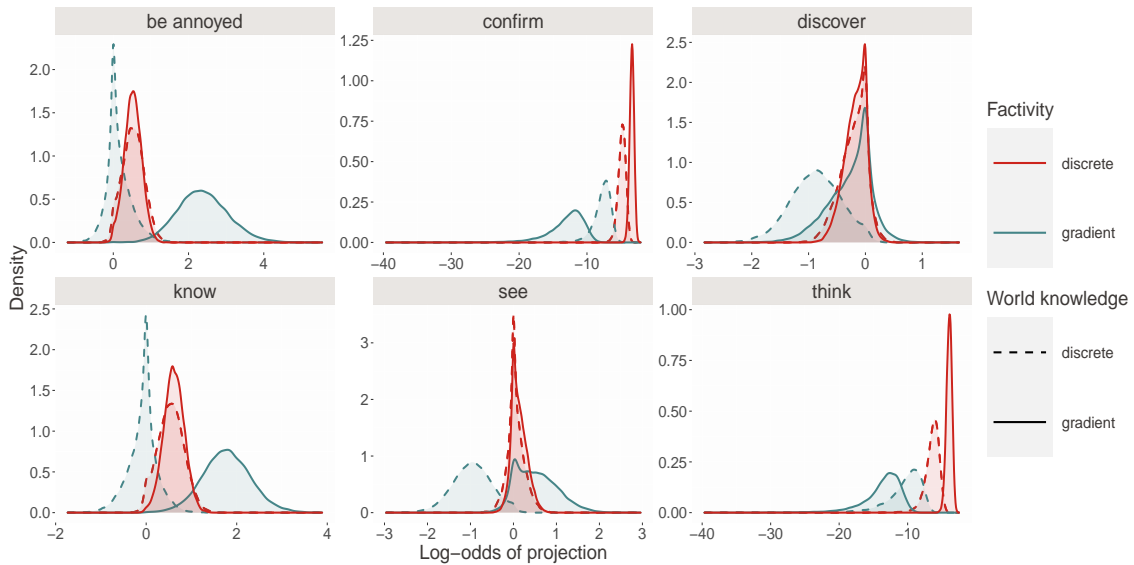 be annoyed
confirm
discover
Density
2.0
1.5
1.0
0.5
0.0
0 2 4
1.25
1.00
0.75
0.50
0.25
0.00
−40 −30 −20 −10
2.5
2.0
1.5
1.0
0.5
0.0
−3 −2 −1 0 1
know
see
think
2.5
2.0
1.5
1.0
0.5
0.0
−2 0 2 4
3
2
1
0
−3 −2 −1 0 1 2 3
1.00
0.75
0.50
0.25
0.00
−40 −30 −20 −10
Log−odds of projection
Factivity
discrete
gradient
World knowledge
discrete
gradient